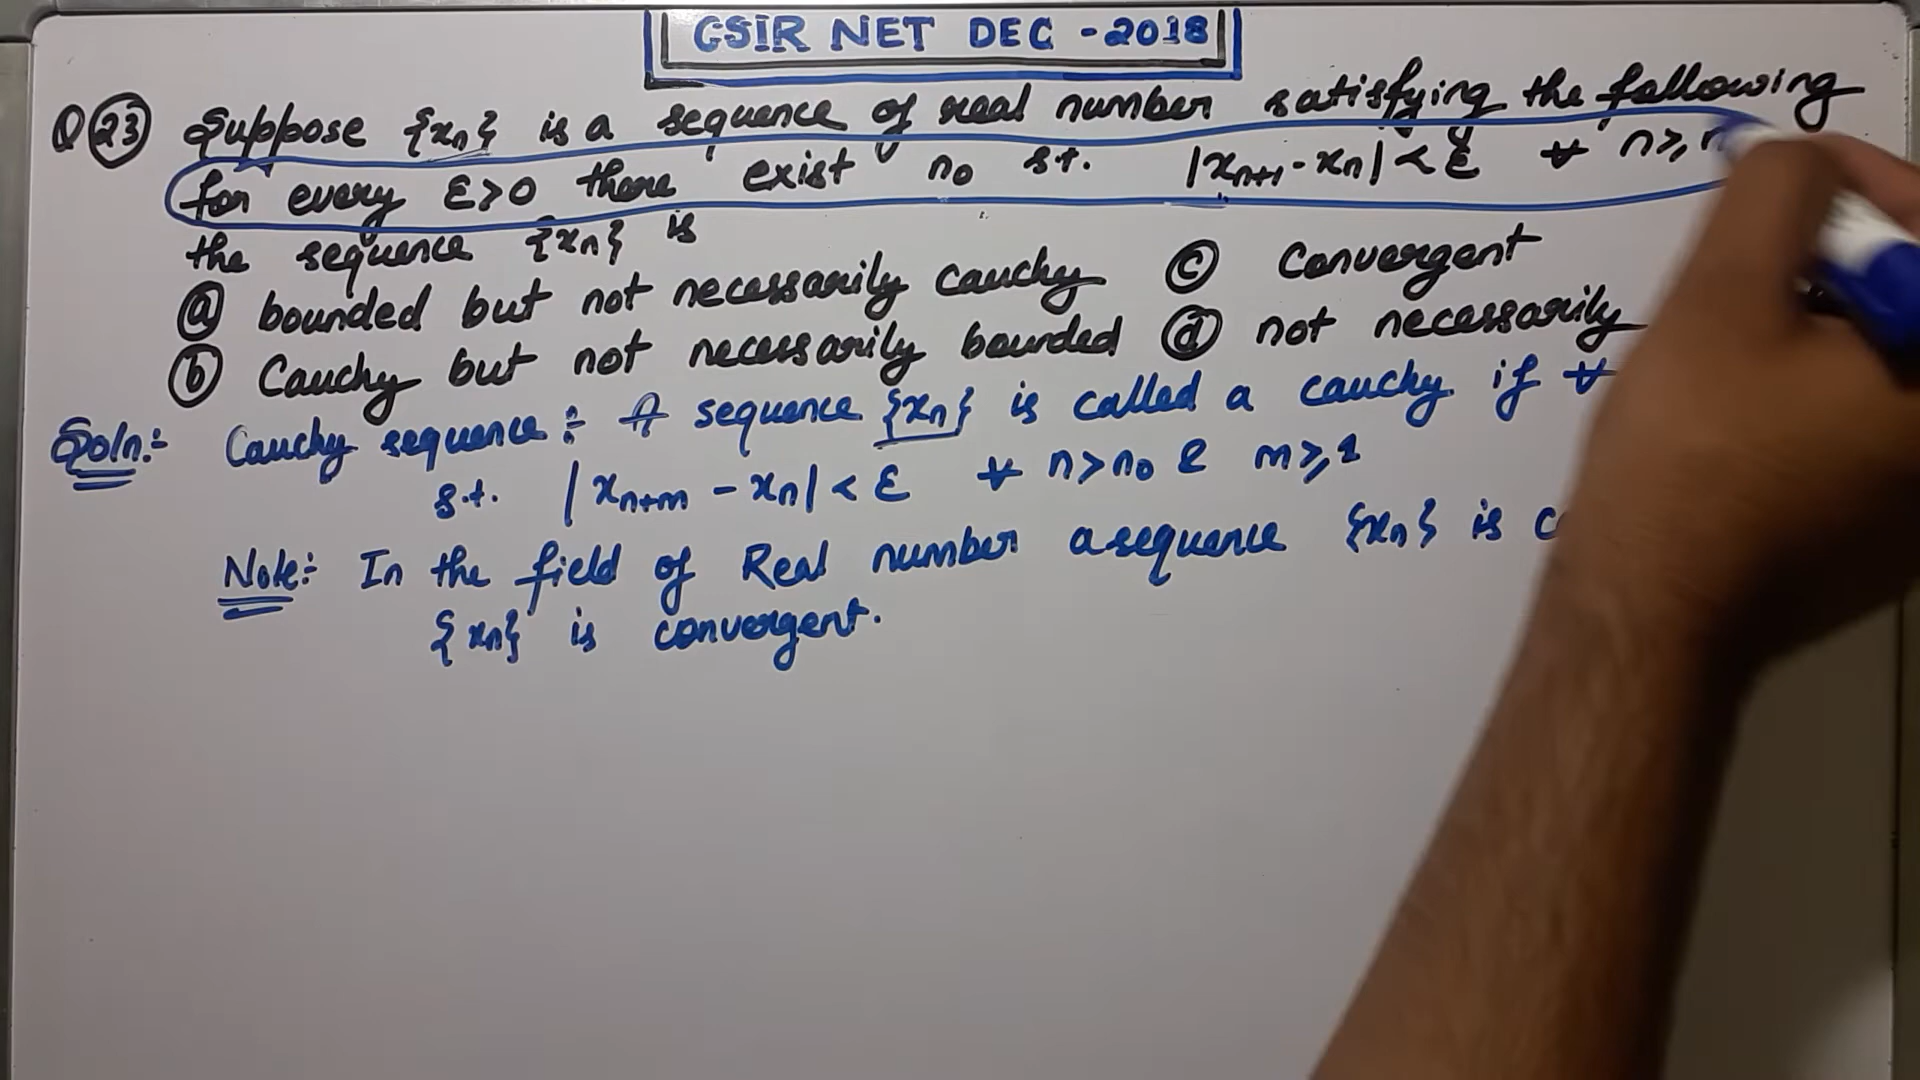 CSIR NET DEC - 2018
Q 23 Suppose {xn} is a sequence of real number satisfying the following
for every ε>0 there exist n0 s.t. |xn+1 - xn| < ε ∀ n≥n
the sequence {xn} is
a bounded but not necessarily cauchy c Convergent
b Cauchy but not necessarily bounded d not necessarily
Soln:- Cauchy sequence:- A sequence {xn} is called a cauchy if ∀
s.t. |xn+m - xn| < ε ∀ n>n0 & m≥1
Note:- In the field of Real number a sequence {xn} is
{xn} is convergent.